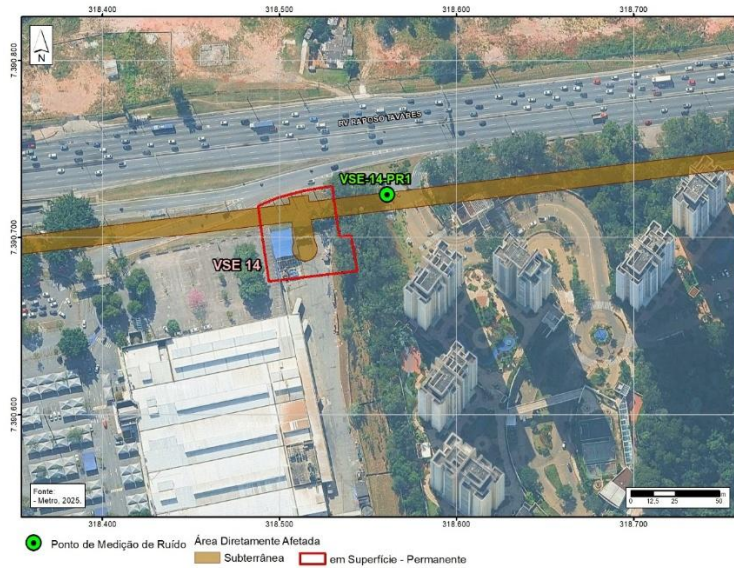 318.400 318.500 318.600 318.700
7.390.800
7.390.700
7.390.600
N
RV RAPOSO TAVARES
VSE-14-PR1
VSE 14
Fonte:
- Metro, 2025.
0 12,5 25 50
m
318.400 318.500 318.600 318.700
Ponto de Medição de Ruído
Área Diretamente Afetada
Subterrânea
em Superfície - Permanente